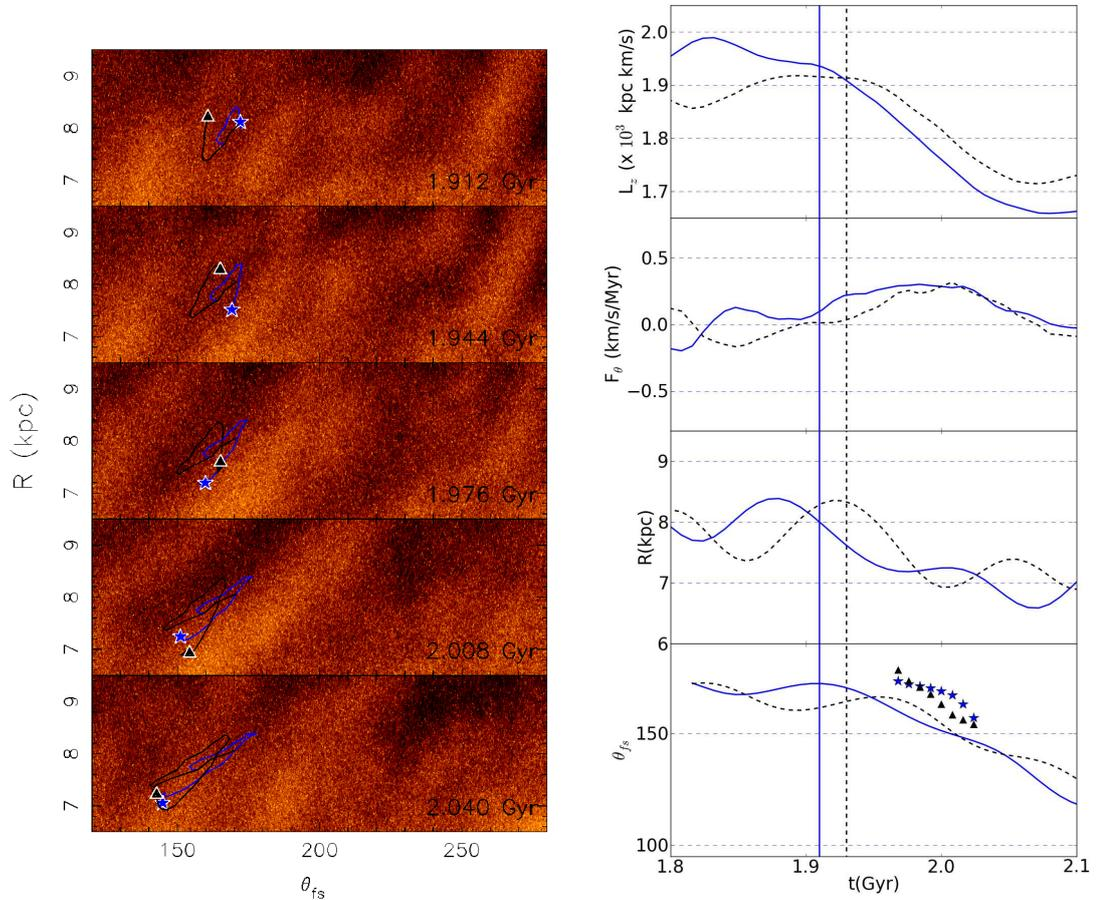 9
8
7
1.912 Gyr
9
8
7
1.944 Gyr
9
8
7
1.976 Gyr
9
8
7
2.008 Gyr
9
8
7
2.040 Gyr
R (kpc)
150 200 250
θfs
2.0
1.9
1.8
1.7
Lz (x 10³ kpc km/s)
0.5
0.0
−0.5
Fθ (km/s/Myr)
9
8
7
6
R(kpc)
150
100
θfs
1.8 1.9 2.0 2.1
t(Gyr)